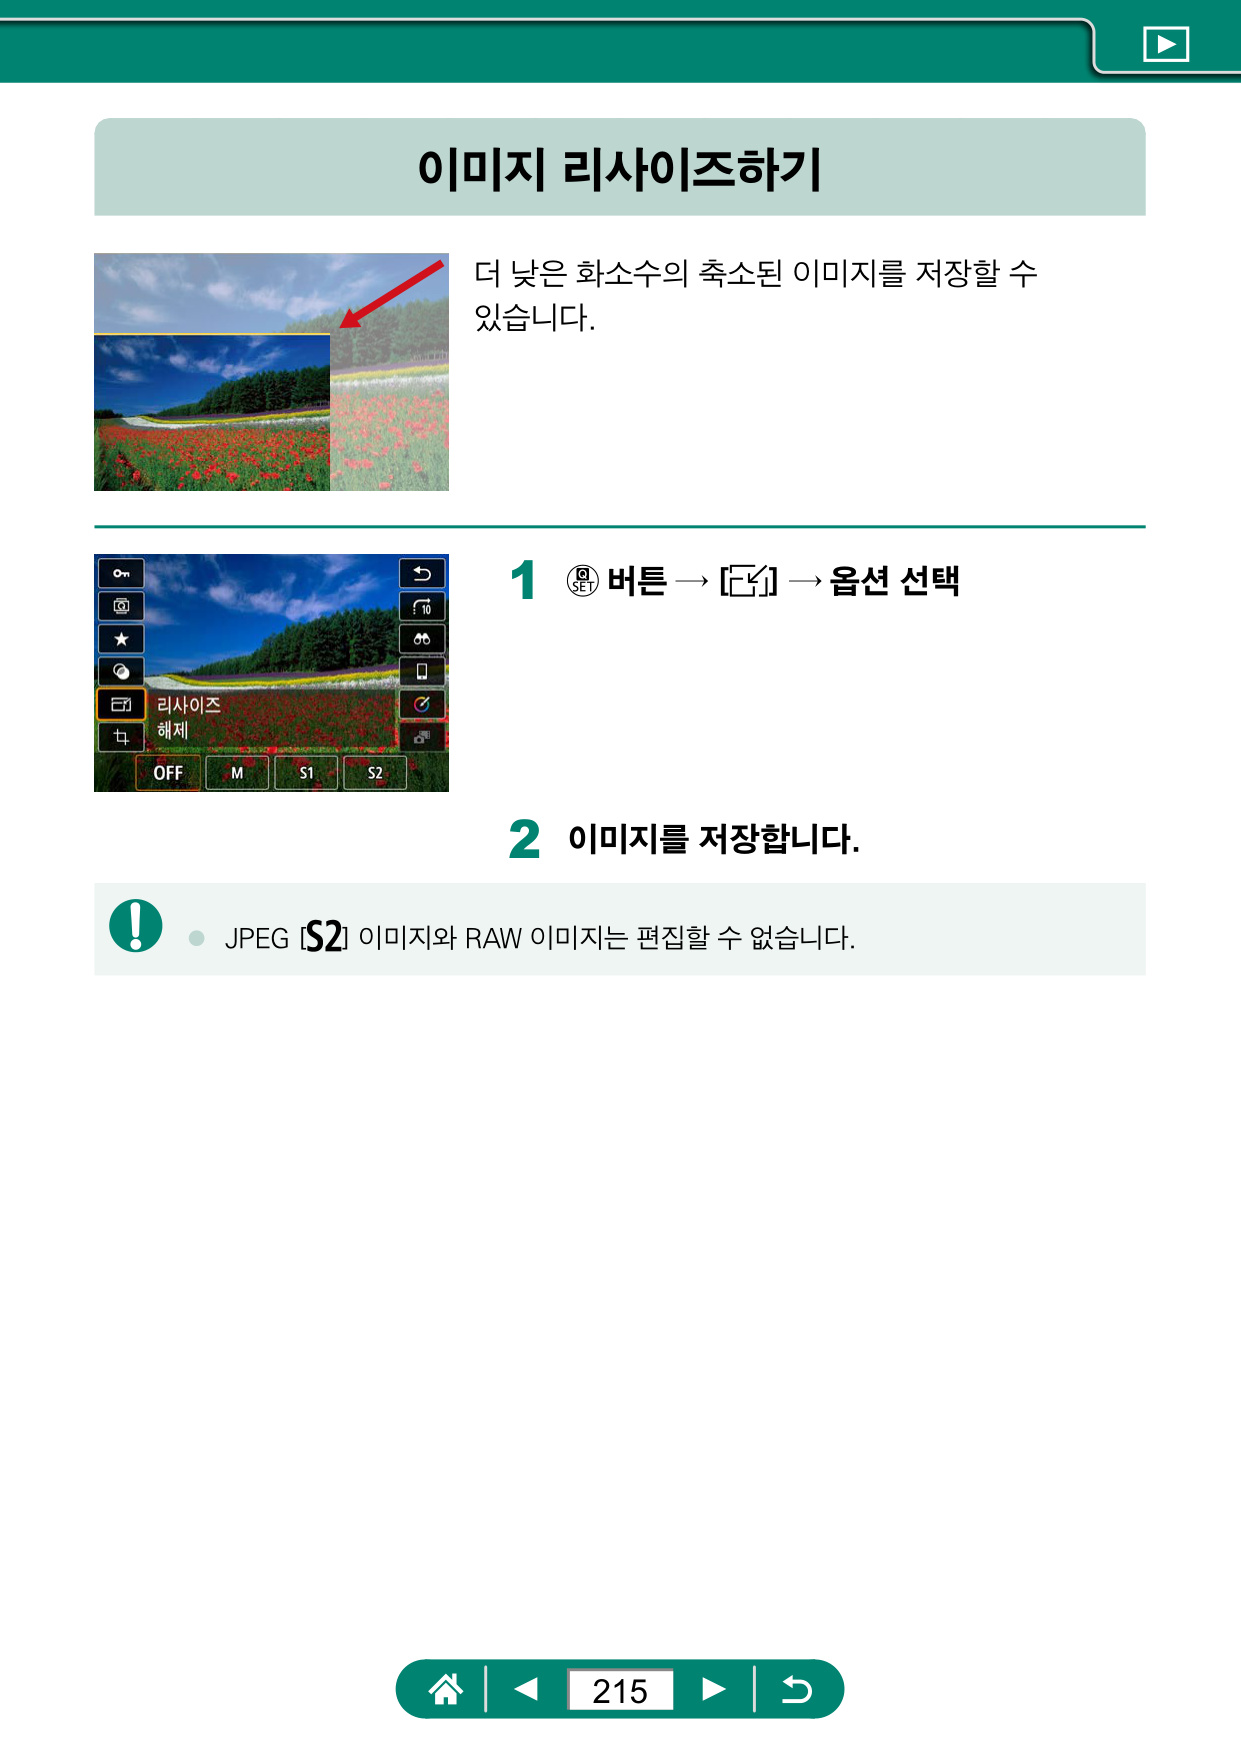 이미지 리사이즈하기
더 낮은 화소수의 축소된 이미지를 저장할 수
있습니다.
10
리사이즈
해제
OFF M S1 S2
1 Q SET 버튼 → [ ] → 옵션 선택
2 이미지를 저장합니다.
● JPEG [S2] 이미지와 RAW 이미지는 편집할 수 없습니다.
215